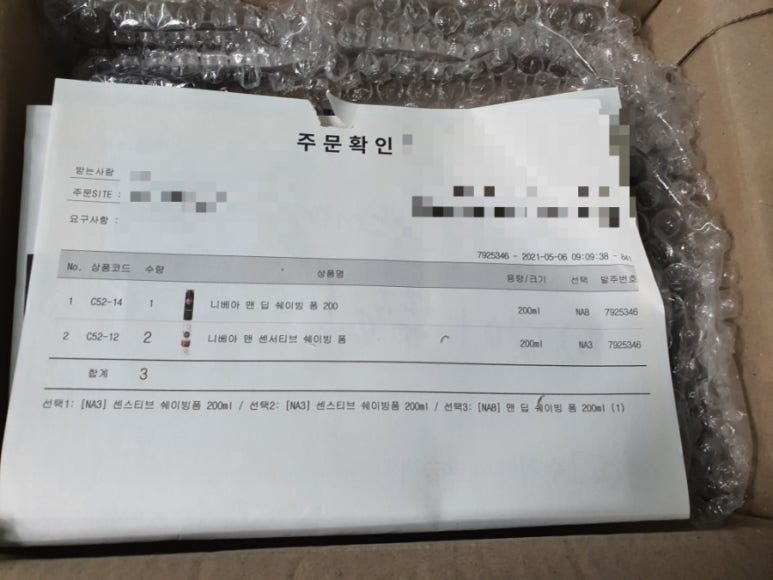 주문확인
받는사람
주문SITE :
요구사항 :
7925346 - 2021-05-06 09:09:38 - 841
No. 상품코드 수량 상품명 용량/크기 선택 발주번호
1 C52-14 1 니베아 맨 딥 쉐이빙 폼 200 200ml NA8 7925346
2 C52-12 2 니베아 맨 센서티브 쉐이빙 폼 200ml NA3 7925346
합계 3
선택1: [NA3] 센스티브 쉐이빙폼 200ml / 선택2: [NA3] 센스티브 쉐이빙폼 200ml / 선택3: [NA8] 맨 딥 쉐이빙 폼 200ml (1)